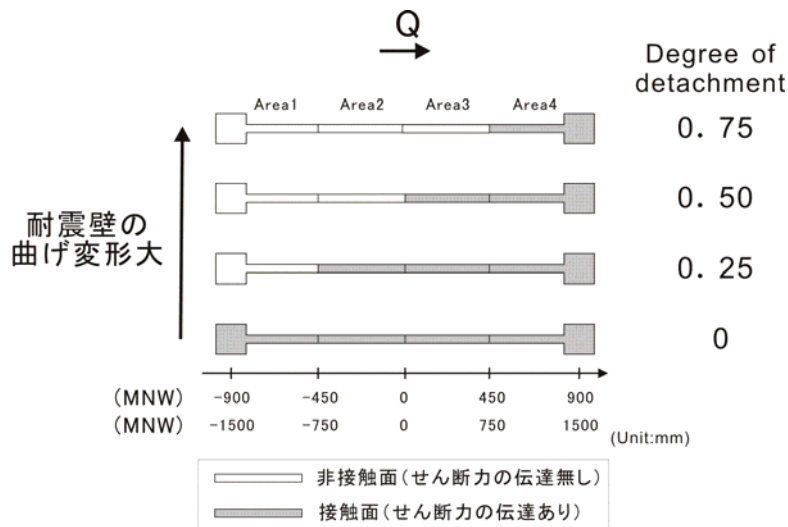 Q
Degree of
detachment
Area1 Area2 Area3 Area4
0. 75
0. 50
耐震壁の
曲げ変形大
0. 25
0
(MNW) -900 -450 0 450 900
(MNW) -1500 -750 0 750 1500
(Unit:mm)
非接触面(せん断力の伝達無し)
接触面(せん断力の伝達あり)